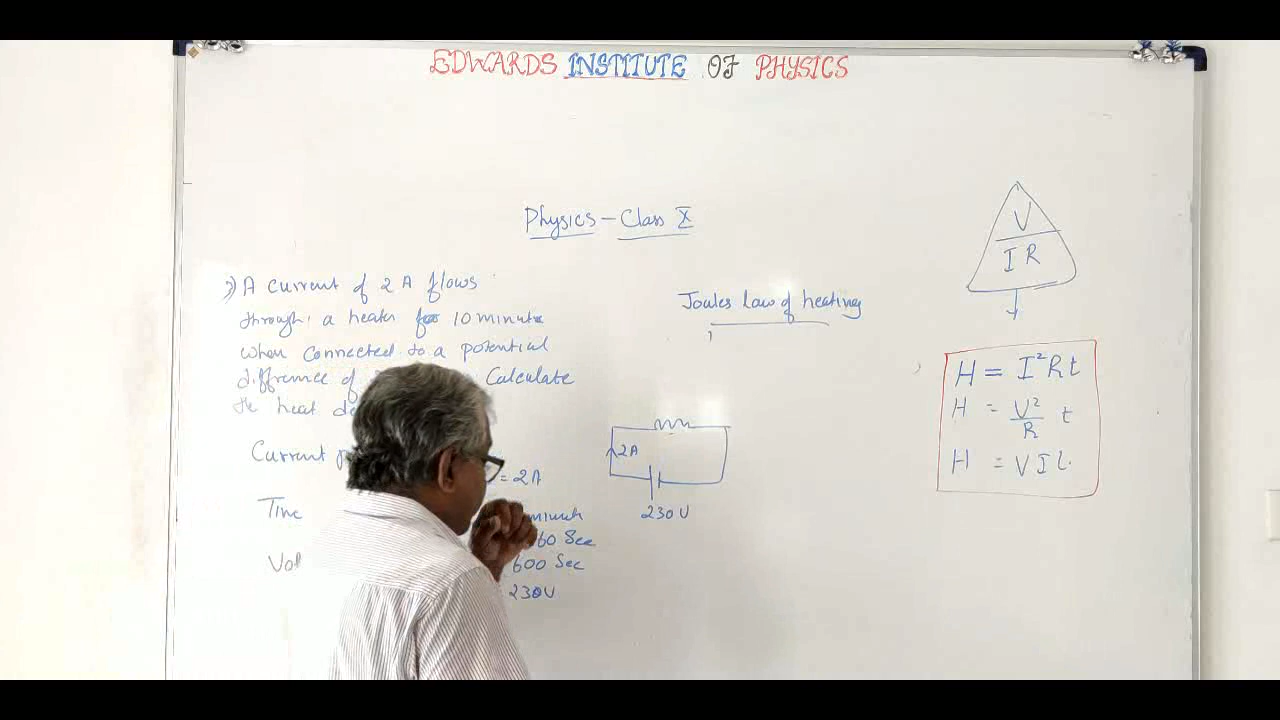 EDWARDS INSTITUTE OF PHYSICS
Physics - Class X
3) A current of 2 A flows
through a heater for 10 minute
when connected to a potential
difference of Calculate
the heat
Current
= 2A
Time minute
60 Sec
600 Sec
230V
Joules law of heating
2A
230V
V
I R
H = I²Rt
H = V²/R t
H = VIt.